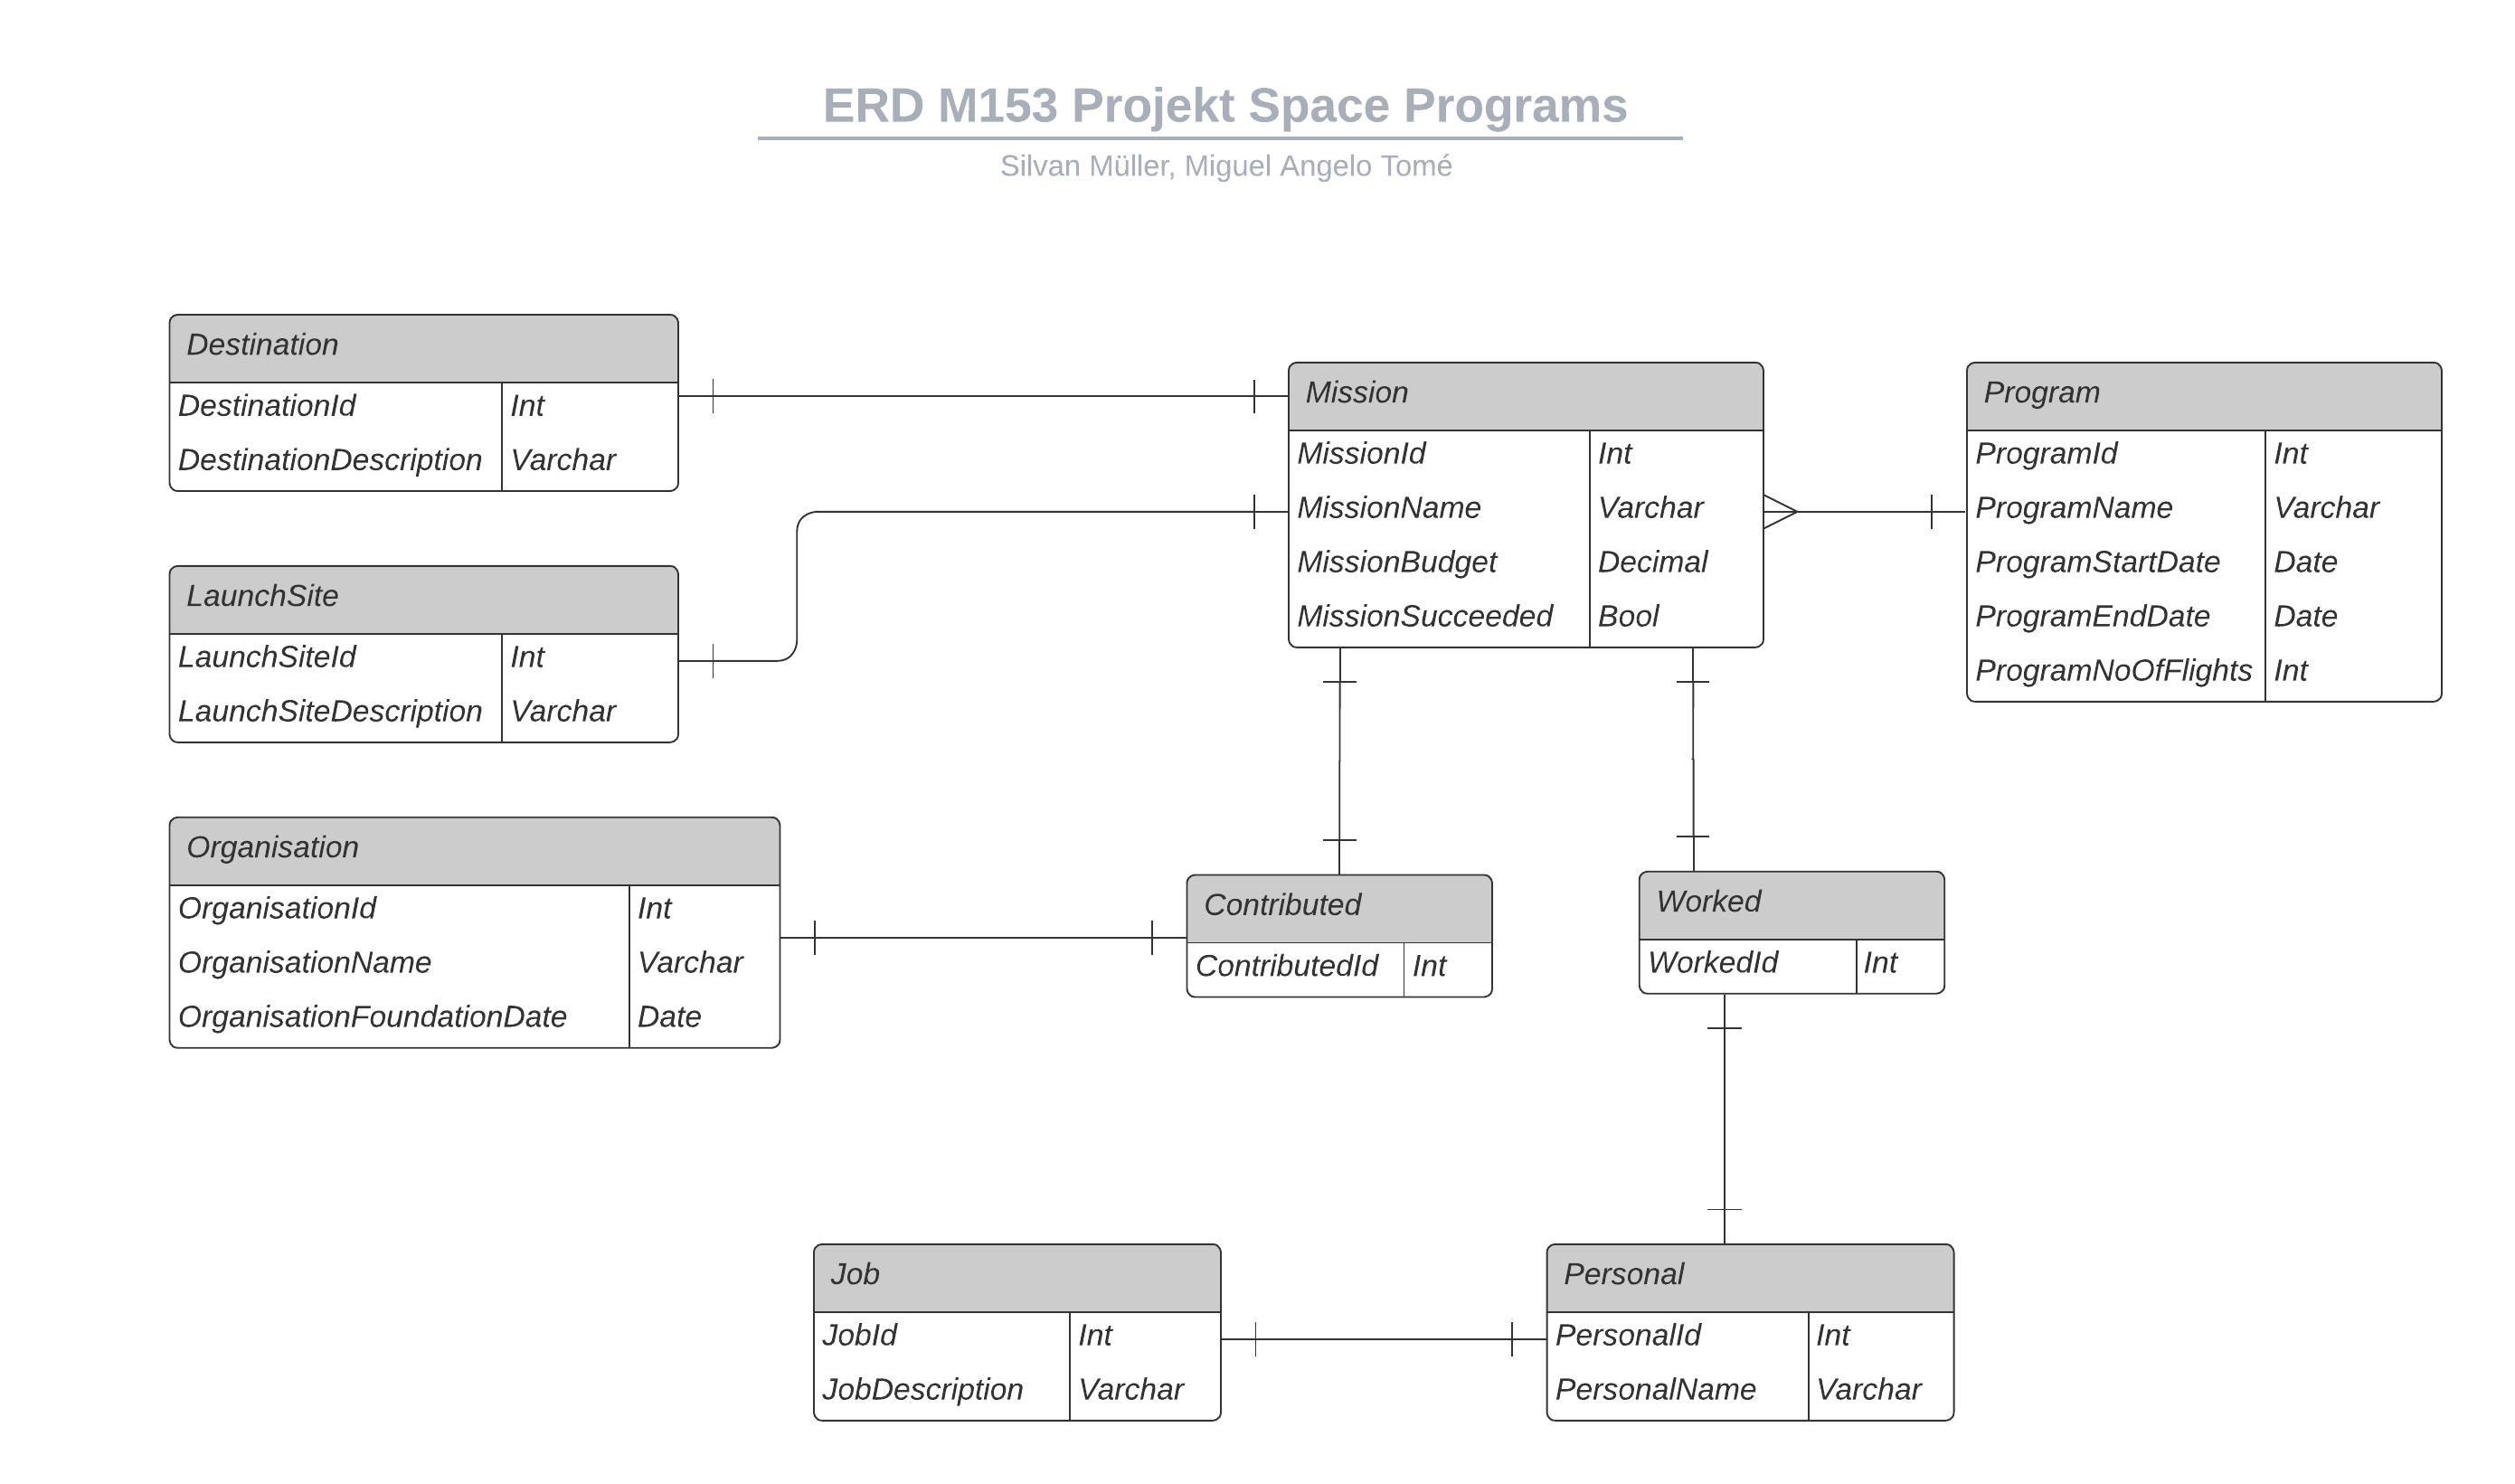 ERD M153 Projekt Space Programs
Silvan Müller, Miguel Angelo Tomé
Destination
DestinationId Int
DestinationDescription Varchar
LaunchSite
LaunchSiteId Int
LaunchSiteDescription Varchar
Organisation
OrganisationId Int
OrganisationName Varchar
OrganisationFoundationDate Date
Mission
MissionId Int
MissionName Varchar
MissionBudget Decimal
MissionSucceeded Bool
Program
ProgramId Int
ProgramName Varchar
ProgramStartDate Date
ProgramEndDate Date
ProgramNoOfFlights Int
Contributed
ContributedId Int
Worked
WorkedId Int
Job
JobId Int
JobDescription Varchar
Personal
PersonalId Int
PersonalName Varchar